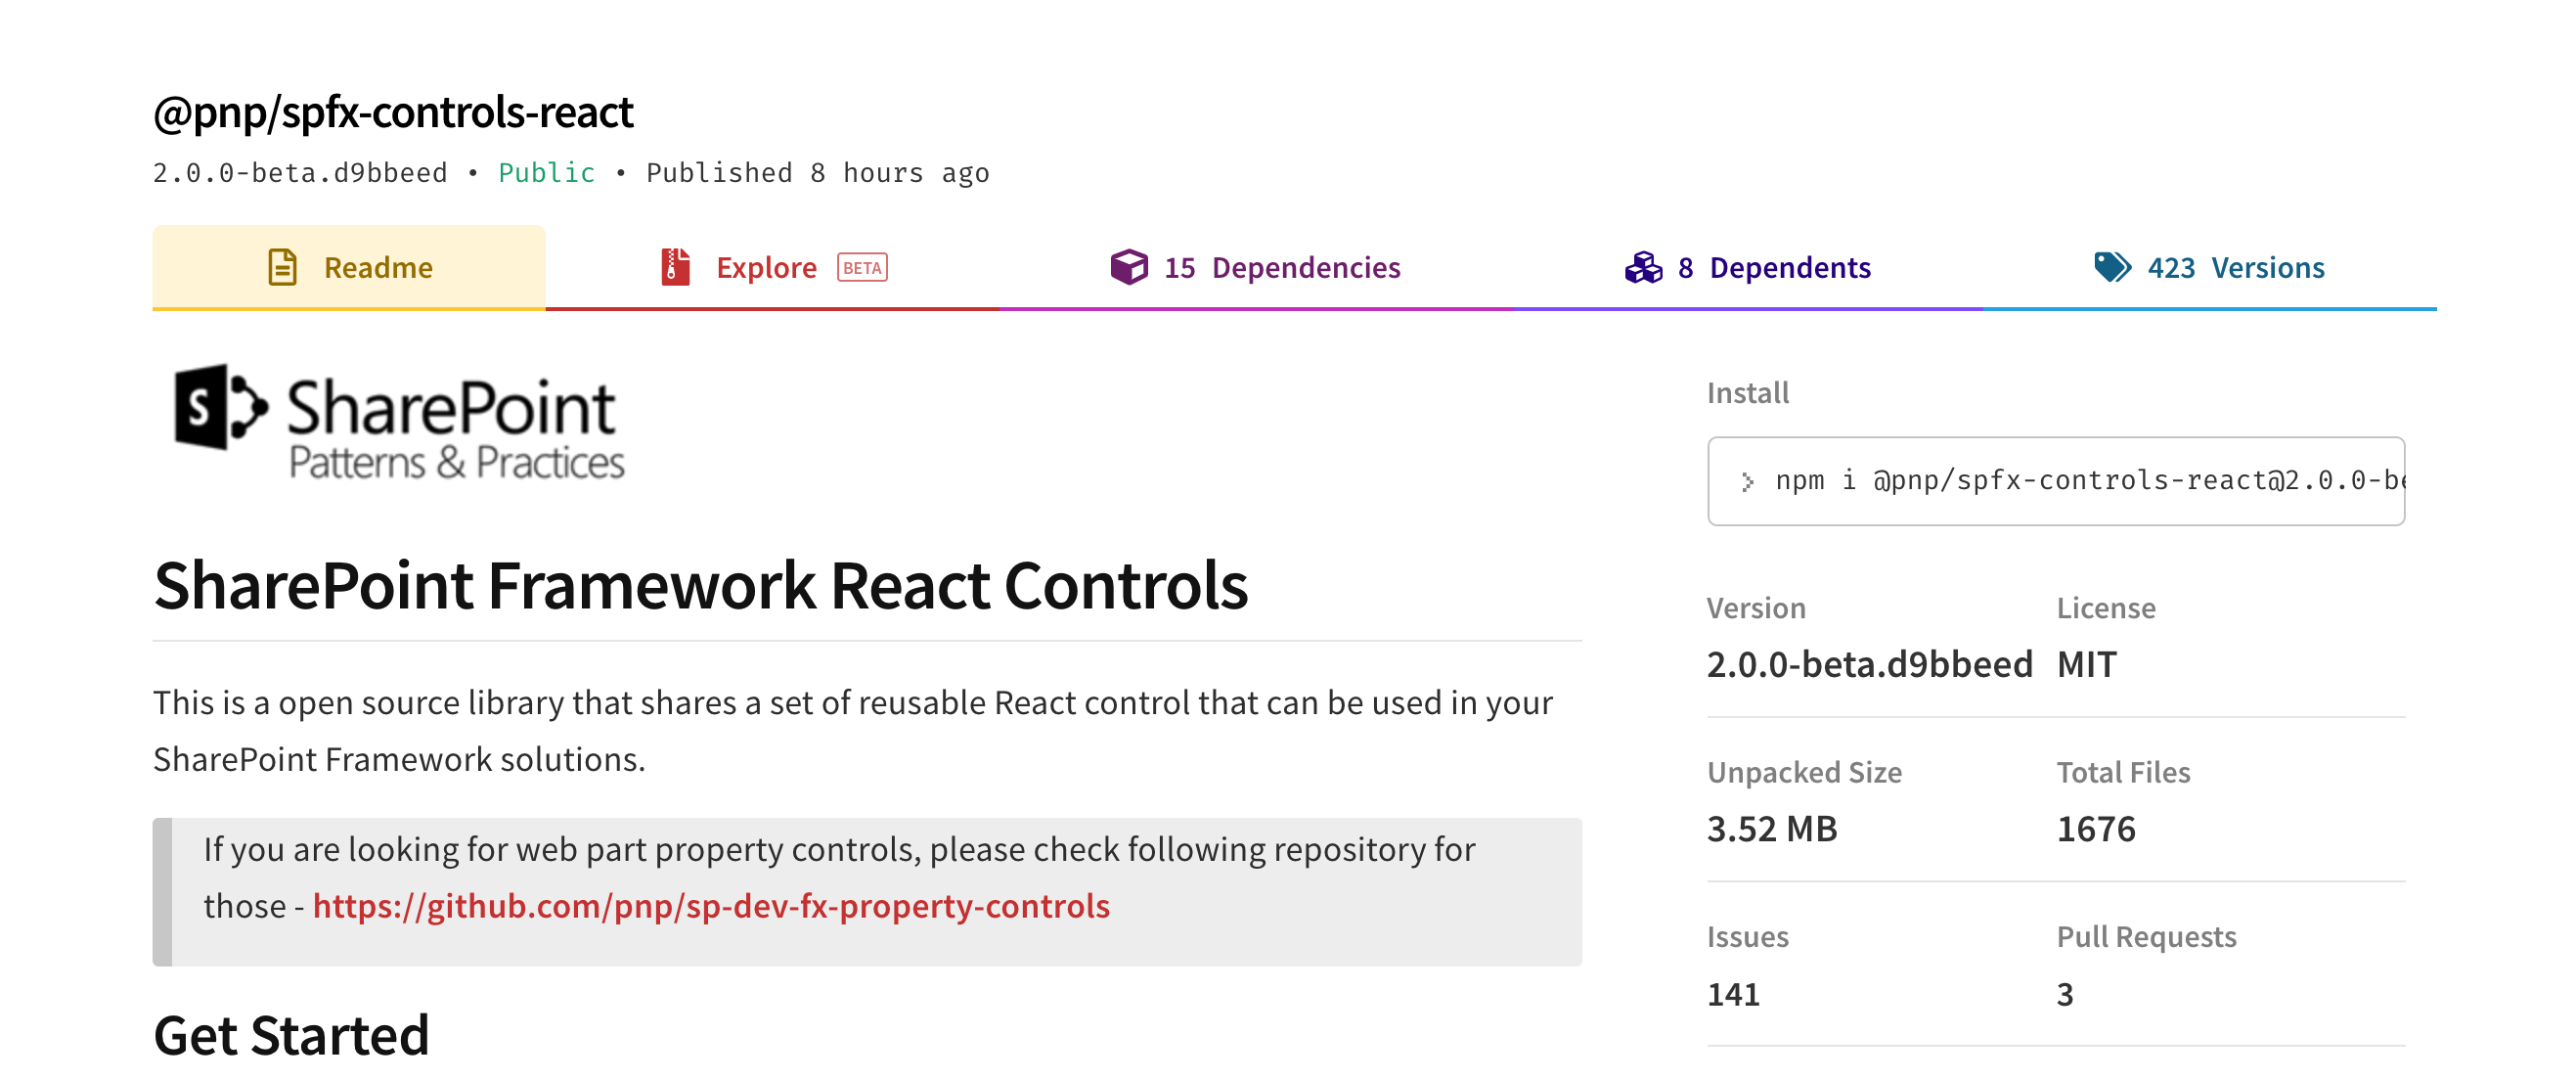 @pnp/spfx-controls-react
2.0.0-beta.d9bbeed • Public • Published 8 hours ago
Readme
Explore BETA
15 Dependencies
8 Dependents
423 Versions
S SharePoint
Patterns & Practices
SharePoint Framework React Controls
This is a open source library that shares a set of reusable React control that can be used in your
SharePoint Framework solutions.
If you are looking for web part property controls, please check following repository for
those - https://github.com/pnp/sp-dev-fx-property-controls
Get Started
Install
npm i @pnp/spfx-controls-react@2.0.0-be
Version
2.0.0-beta.d9bbeed
License
MIT
Unpacked Size
3.52 MB
Total Files
1676
Issues
141
Pull Requests
3